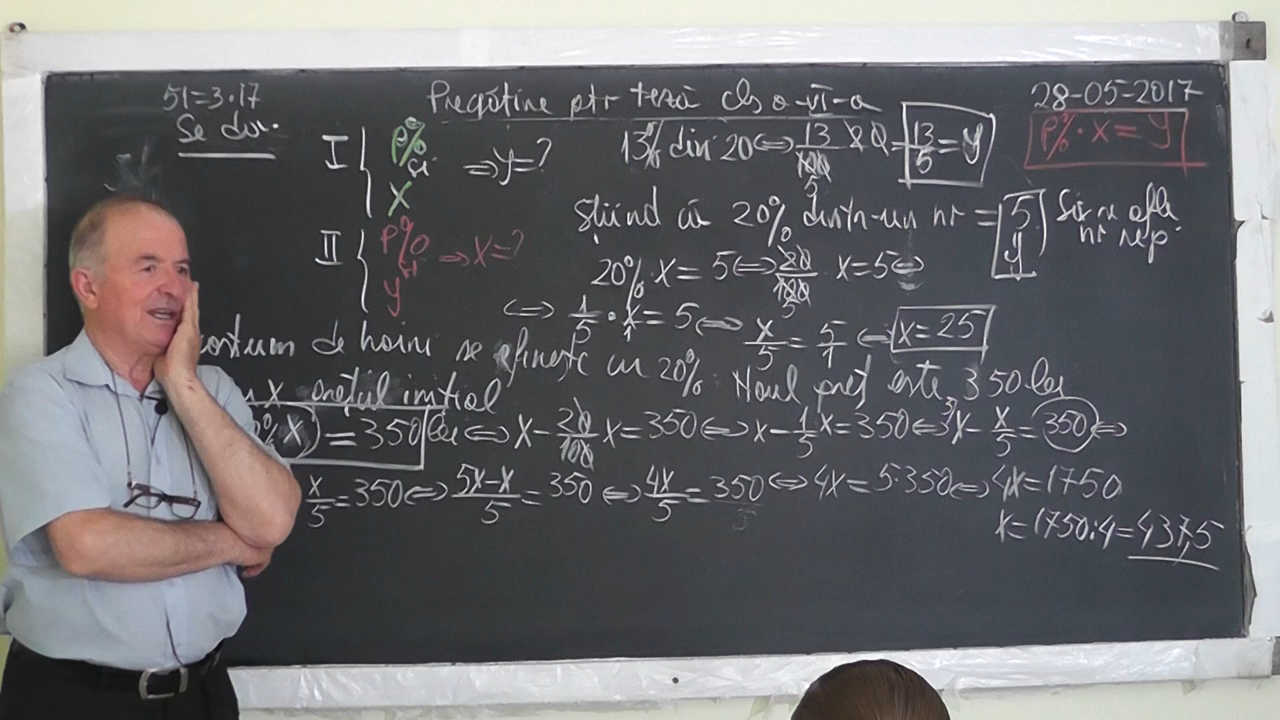 51=3·17
Se dau.
Pregătire ptr teză cls a-VI-a
28-05-2017
P%·x=y
I { p% și x ⇒ y=?
13% din 20 ⇔ 13/100·20 = 13/5=y
II { p% și y ⇒ x=?
Știind că 20% dintr-un nr = 5 y Să se afle nr resp.
20%·x=5 ⇔ 20/100·x=5 ⇔
⇔ 1/5·x/1=5 ⇔ x/5=5/1 ⇔ x=25
costum de haine se ieftinește cu 20%. Noul preț este 350 lei
x prețul inițial
% x)=350 lei ⇔ x-20/100x=350 ⇔ x-1/5x=350 ⇔ x-x/5=350 ⇔
x/5=350 ⇔ 5x-x/5=350 ⇔ 4x/5=350 ⇔ 4x=5·350 ⇔ 4x=1750
x=1750:4=437,5